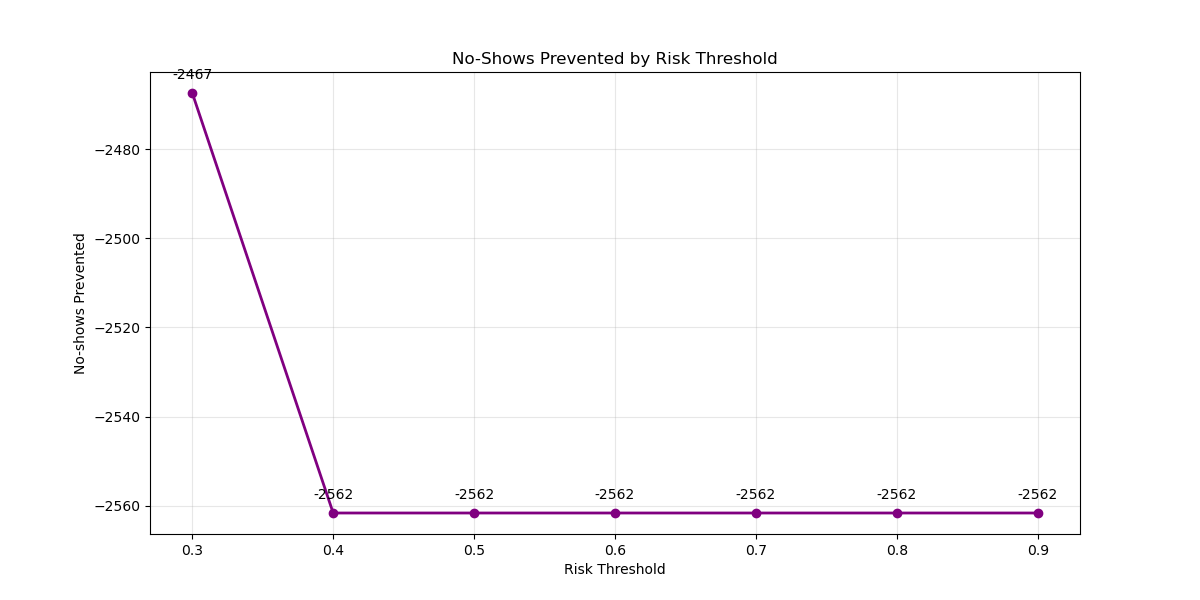 No-Shows Prevented by Risk Threshold
-2467
−2480
−2500
−2520
−2540
−2560
No-shows Prevented
-2562 -2562 -2562 -2562 -2562 -2562
0.3 0.4 0.5 0.6 0.7 0.8 0.9
Risk Threshold